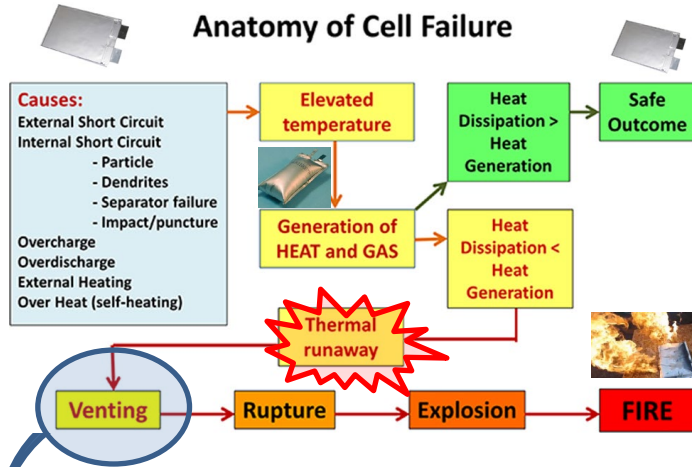 Anatomy of Cell Failure
Causes:
External Short Circuit
Internal Short Circuit
- Particle
- Dendrites
- Separator failure
- Impact/puncture
Overcharge
Overdischarge
External Heating
Over Heat (self-heating)
Elevated
temperature
Generation of
HEAT and GAS
Heat
Dissipation >
Heat
Generation
Safe
Outcome
Heat
Dissipation <
Heat
Generation
Thermal
runaway
Venting
Rupture
Explosion
FIRE